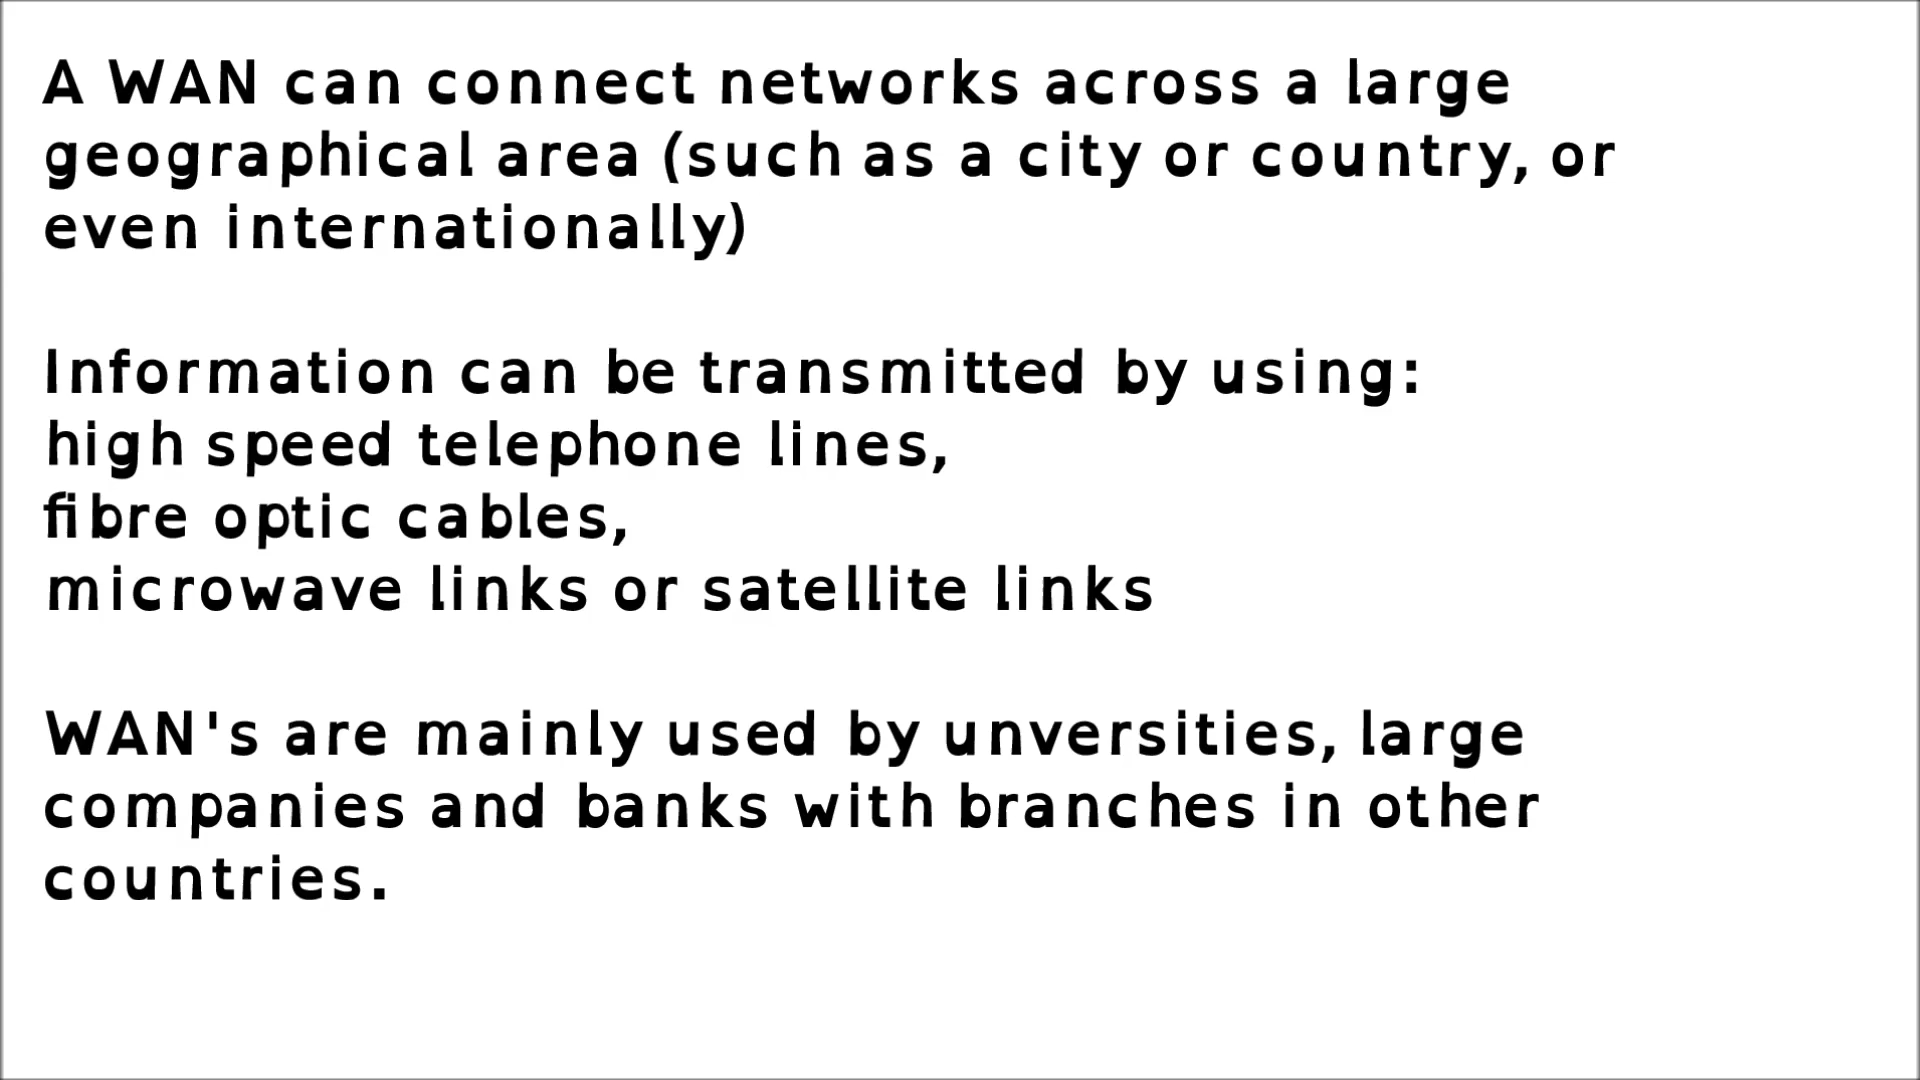 A WAN can connect networks across a large
geographical area (such as a city or country, or
even internationally)
Information can be transmitted by using:
high speed telephone lines,
fibre optic cables,
microwave links or satellite links
WAN's are mainly used by unversities, large
companies and banks with branches in other
countries.